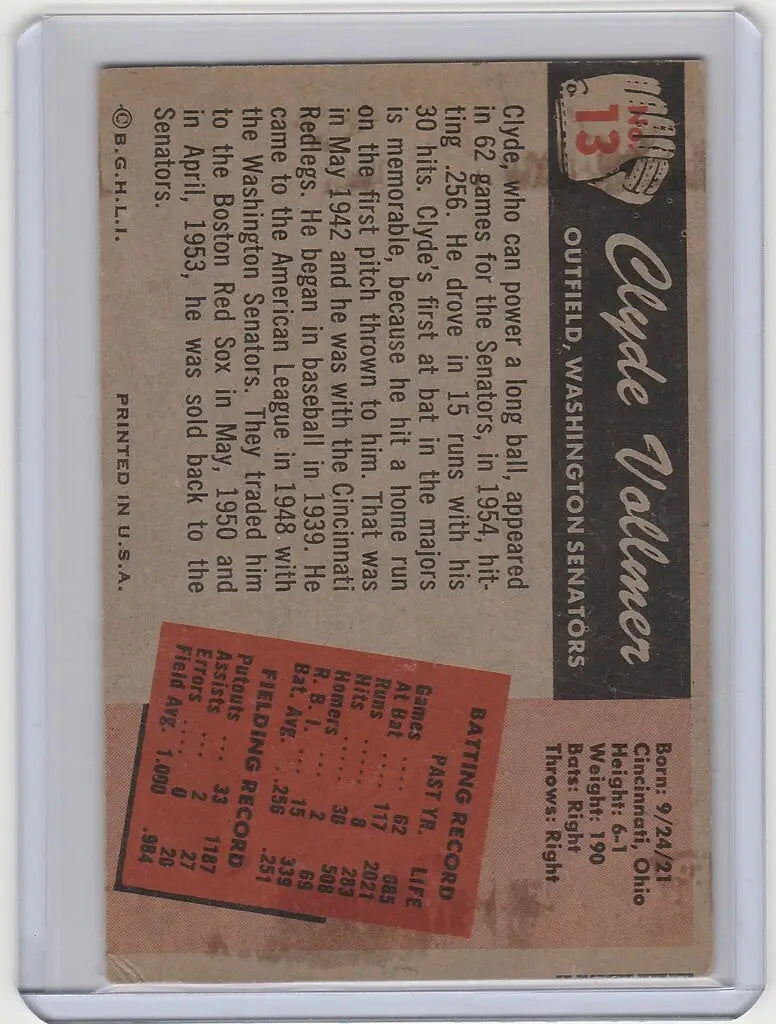 No. 13
Clyde Vollmer
OUTFIELD, WASHINGTON SENATORS
Born: 9/24/21
Cincinnati, Ohio
Height: 6-1
Weight: 190
Bats: Right
Throws: Right
Clyde, who can power a long ball, appeared
in 62 games for the Senators, in 1954, hit-
ting .256. He drove in 15 runs with his
30 hits. Clyde's first at bat in the majors
is memorable, because he hit a home run
on the first pitch thrown to him. That was
in May 1942 and he was with the Cincinnati
Redlegs. He began in baseball in 1939. He
came to the American League in 1948 with
the Washington Senators. They traded him
to the Boston Red Sox in May, 1950 and
in April, 1953, he was sold back to the
Senators.
BATTING RECORD
PAST YR. LIFE
Games .... 62 685
At Bat .... 117 2021
Runs ..... 8 283
Hits ..... 30 508
Homers ... 2 69
R. B. I. ... 15 339
Bat. Avg. .256 .251
FIELDING RECORD
Putouts ... 33 1187
Assists ... 2 27
Errors .... 0 20
Field Avg. 1.000 .984
©B.G.H.L.I.
PRINTED IN U.S.A.